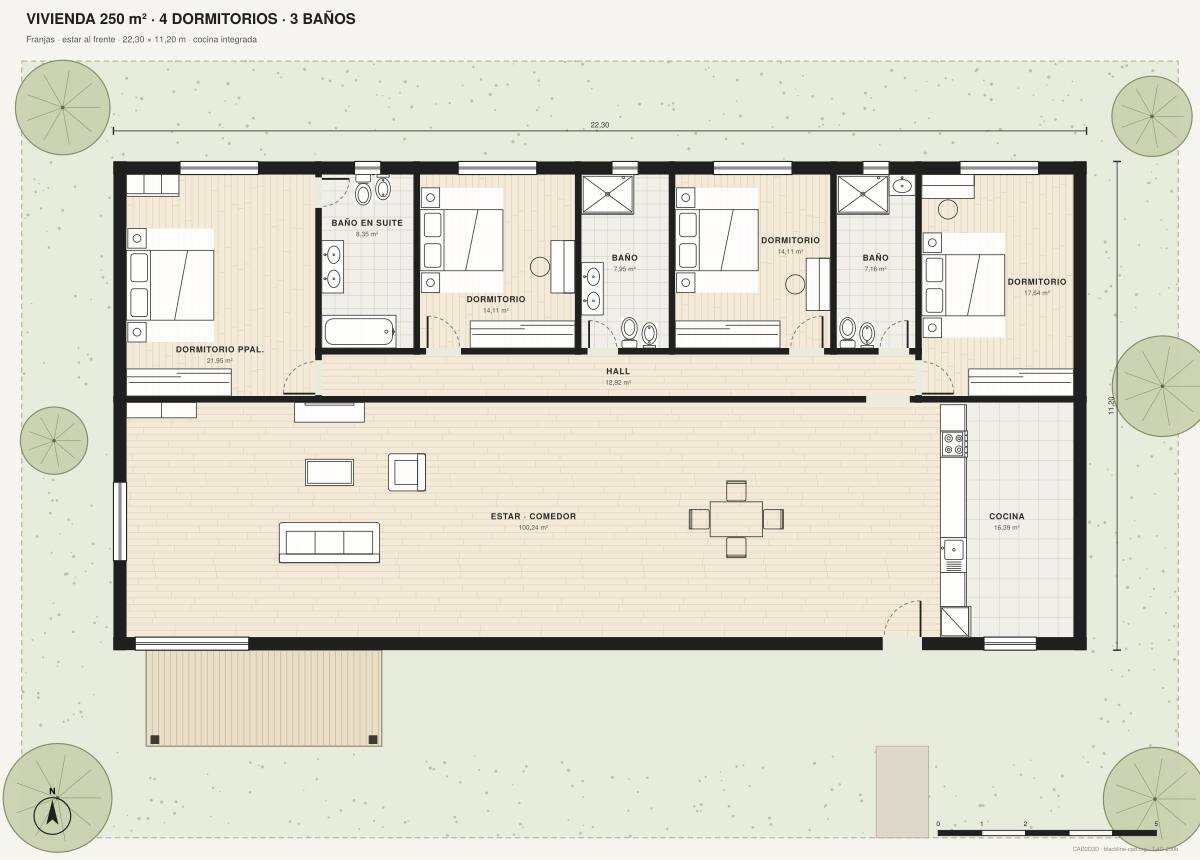 VIVIENDA 250 m² · 4 DORMITORIOS · 3 BAÑOS
Franjas · estar al frente · 22,30 × 11,20 m · cocina integrada
22,30
BAÑO EN SUITE
8,35 m²
DORMITORIO
14,11 m²
BAÑO
7,95 m²
DORMITORIO
14,11 m²
BAÑO
7,16 m²
DORMITORIO
17,64 m²
DORMITORIO PPAL.
21,95 m²
HALL
12,92 m²
11,20
ESTAR · COMEDOR
100,24 m²
COCINA
16,39 m²
N
0 1 2 5